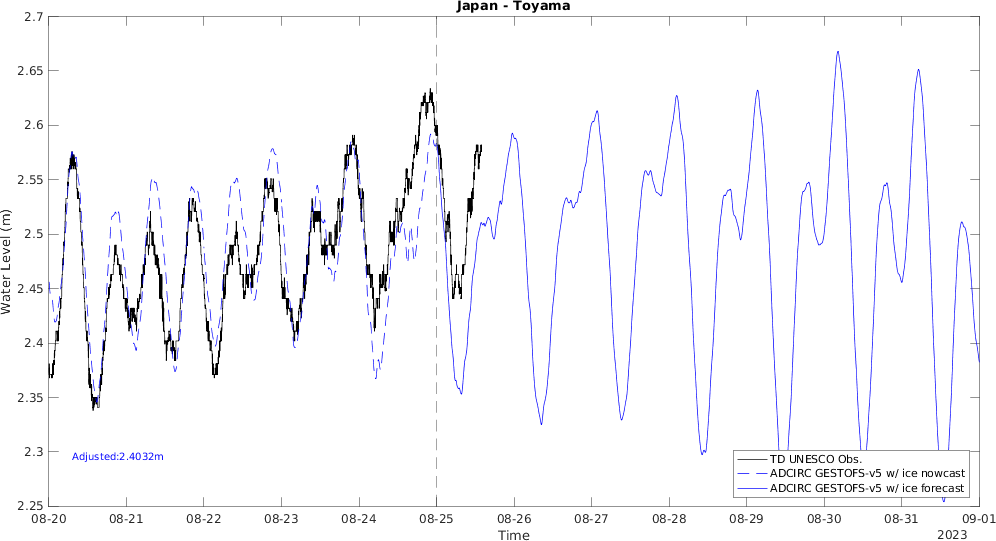 Japan - Toyama
2.7
2.65
2.6
2.55
2.5
2.45
2.4
2.35
2.3
2.25
Water Level (m)
Adjusted:2.4032m
TD UNESCO Obs.
ADCIRC GESTOFS-v5 w/ ice nowcast
ADCIRC GESTOFS-v5 w/ ice forecast
08-20 08-21 08-22 08-23 08-24 08-25 08-26 08-27 08-28 08-29 08-30 08-31 09-01
Time
2023